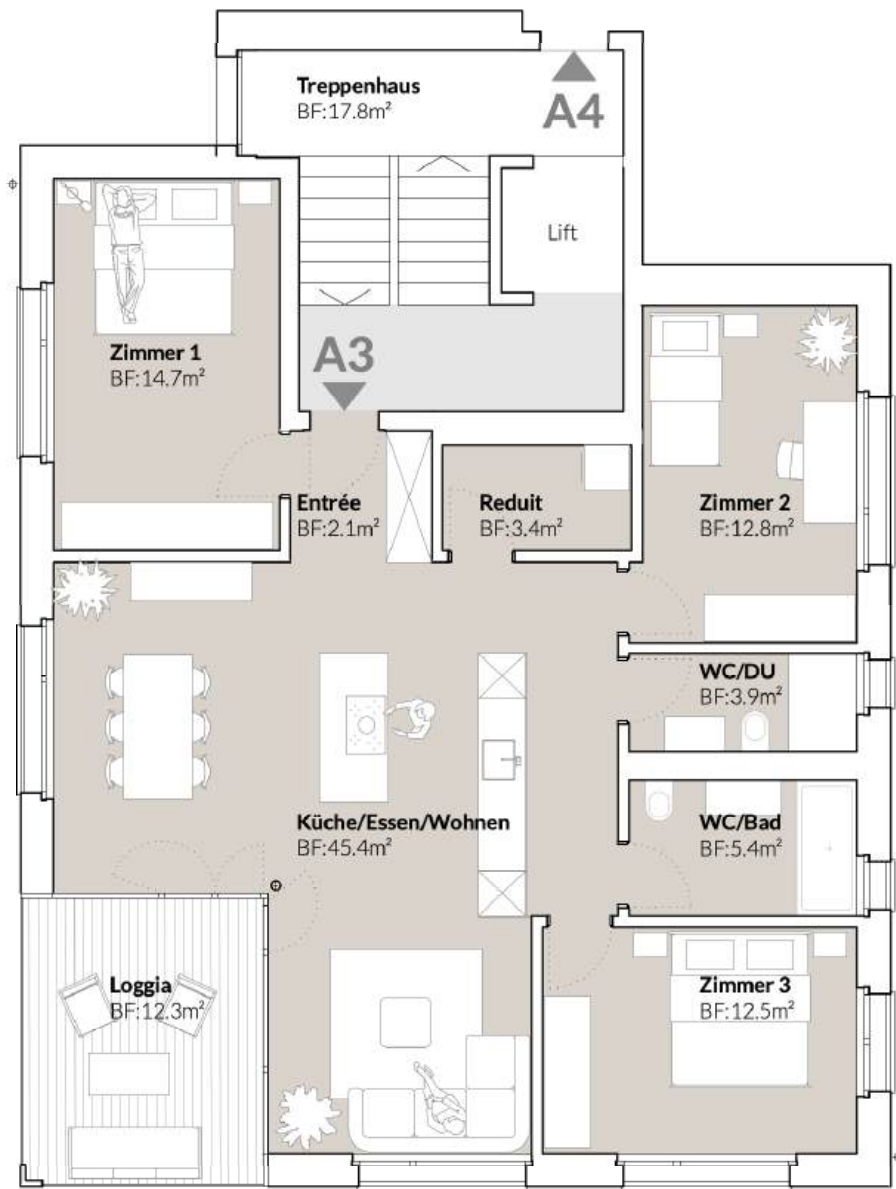 Treppenhaus
BF:17.8m²
A4
Lift
Zimmer 1
BF:14.7m²
A3
Entrée
BF:2.1m²
Reduit
BF:3.4m²
Zimmer 2
BF:12.8m²
WC/DU
BF:3.9m²
Küche/Essen/Wohnen
BF:45.4m²
WC/Bad
BF:5.4m²
Loggia
BF:12.3m²
Zimmer 3
BF:12.5m²